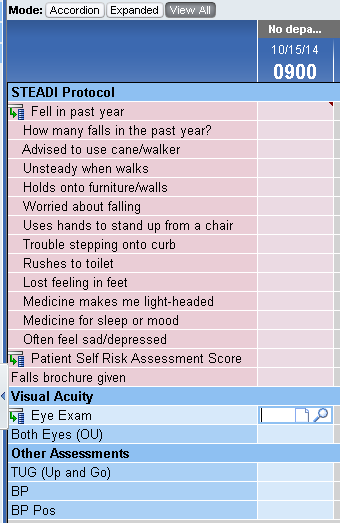 Mode: Accordion Expanded View All
No depa...
10/15/14
0900
STEADI Protocol
Fell in past year
How many falls in the past year?
Advised to use cane/walker
Unsteady when walks
Holds onto furniture/walls
Worried about falling
Uses hands to stand up from a chair
Trouble stepping onto curb
Rushes to toilet
Lost feeling in feet
Medicine makes me light-headed
Medicine for sleep or mood
Often feel sad/depressed
Patient Self Risk Assessment Score
Falls brochure given
Visual Acuity
Eye Exam
Both Eyes (OU)
Other Assessments
TUG (Up and Go)
BP
BP Pos